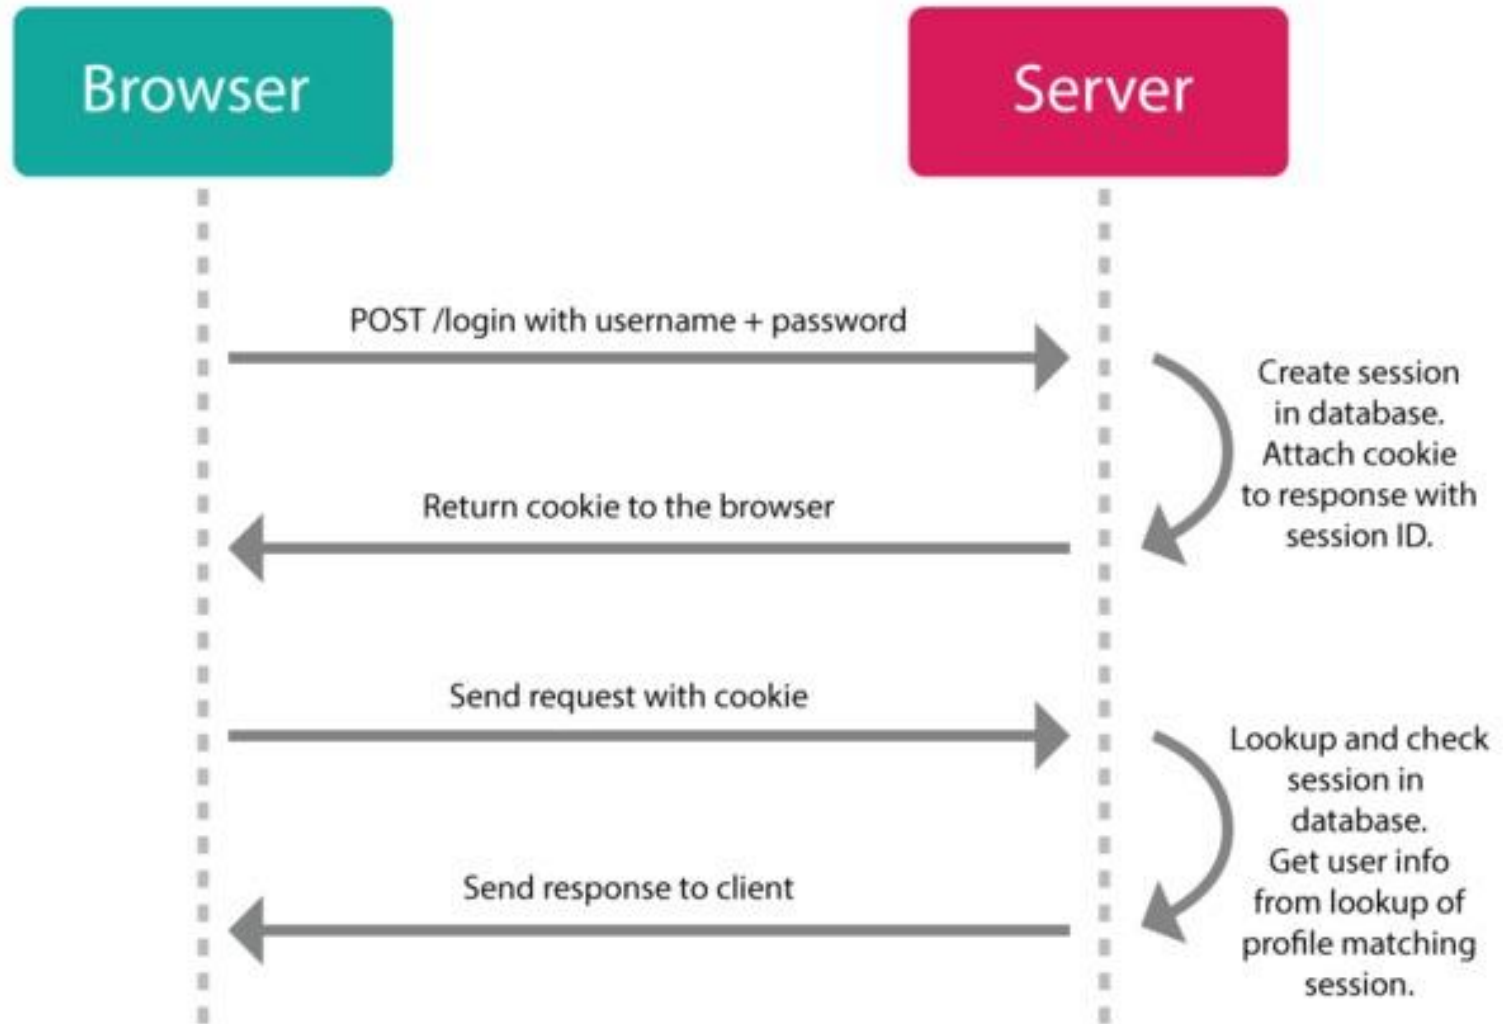 Browser
Server
POST /login with username + password
Create session
in database.
Attach cookie
to response with
session ID.
Return cookie to the browser
Send request with cookie
Lookup and check
session in
database.
Get user info
from lookup of
profile matching
session.
Send response to client